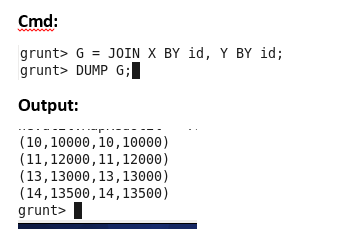 Cmd:
grunt> G = JOIN X BY id, Y BY id;
grunt> DUMP G;
Output:
(10,10000,10,10000)
(11,12000,11,12000)
(13,13000,13,13000)
(14,13500,14,13500)
grunt>